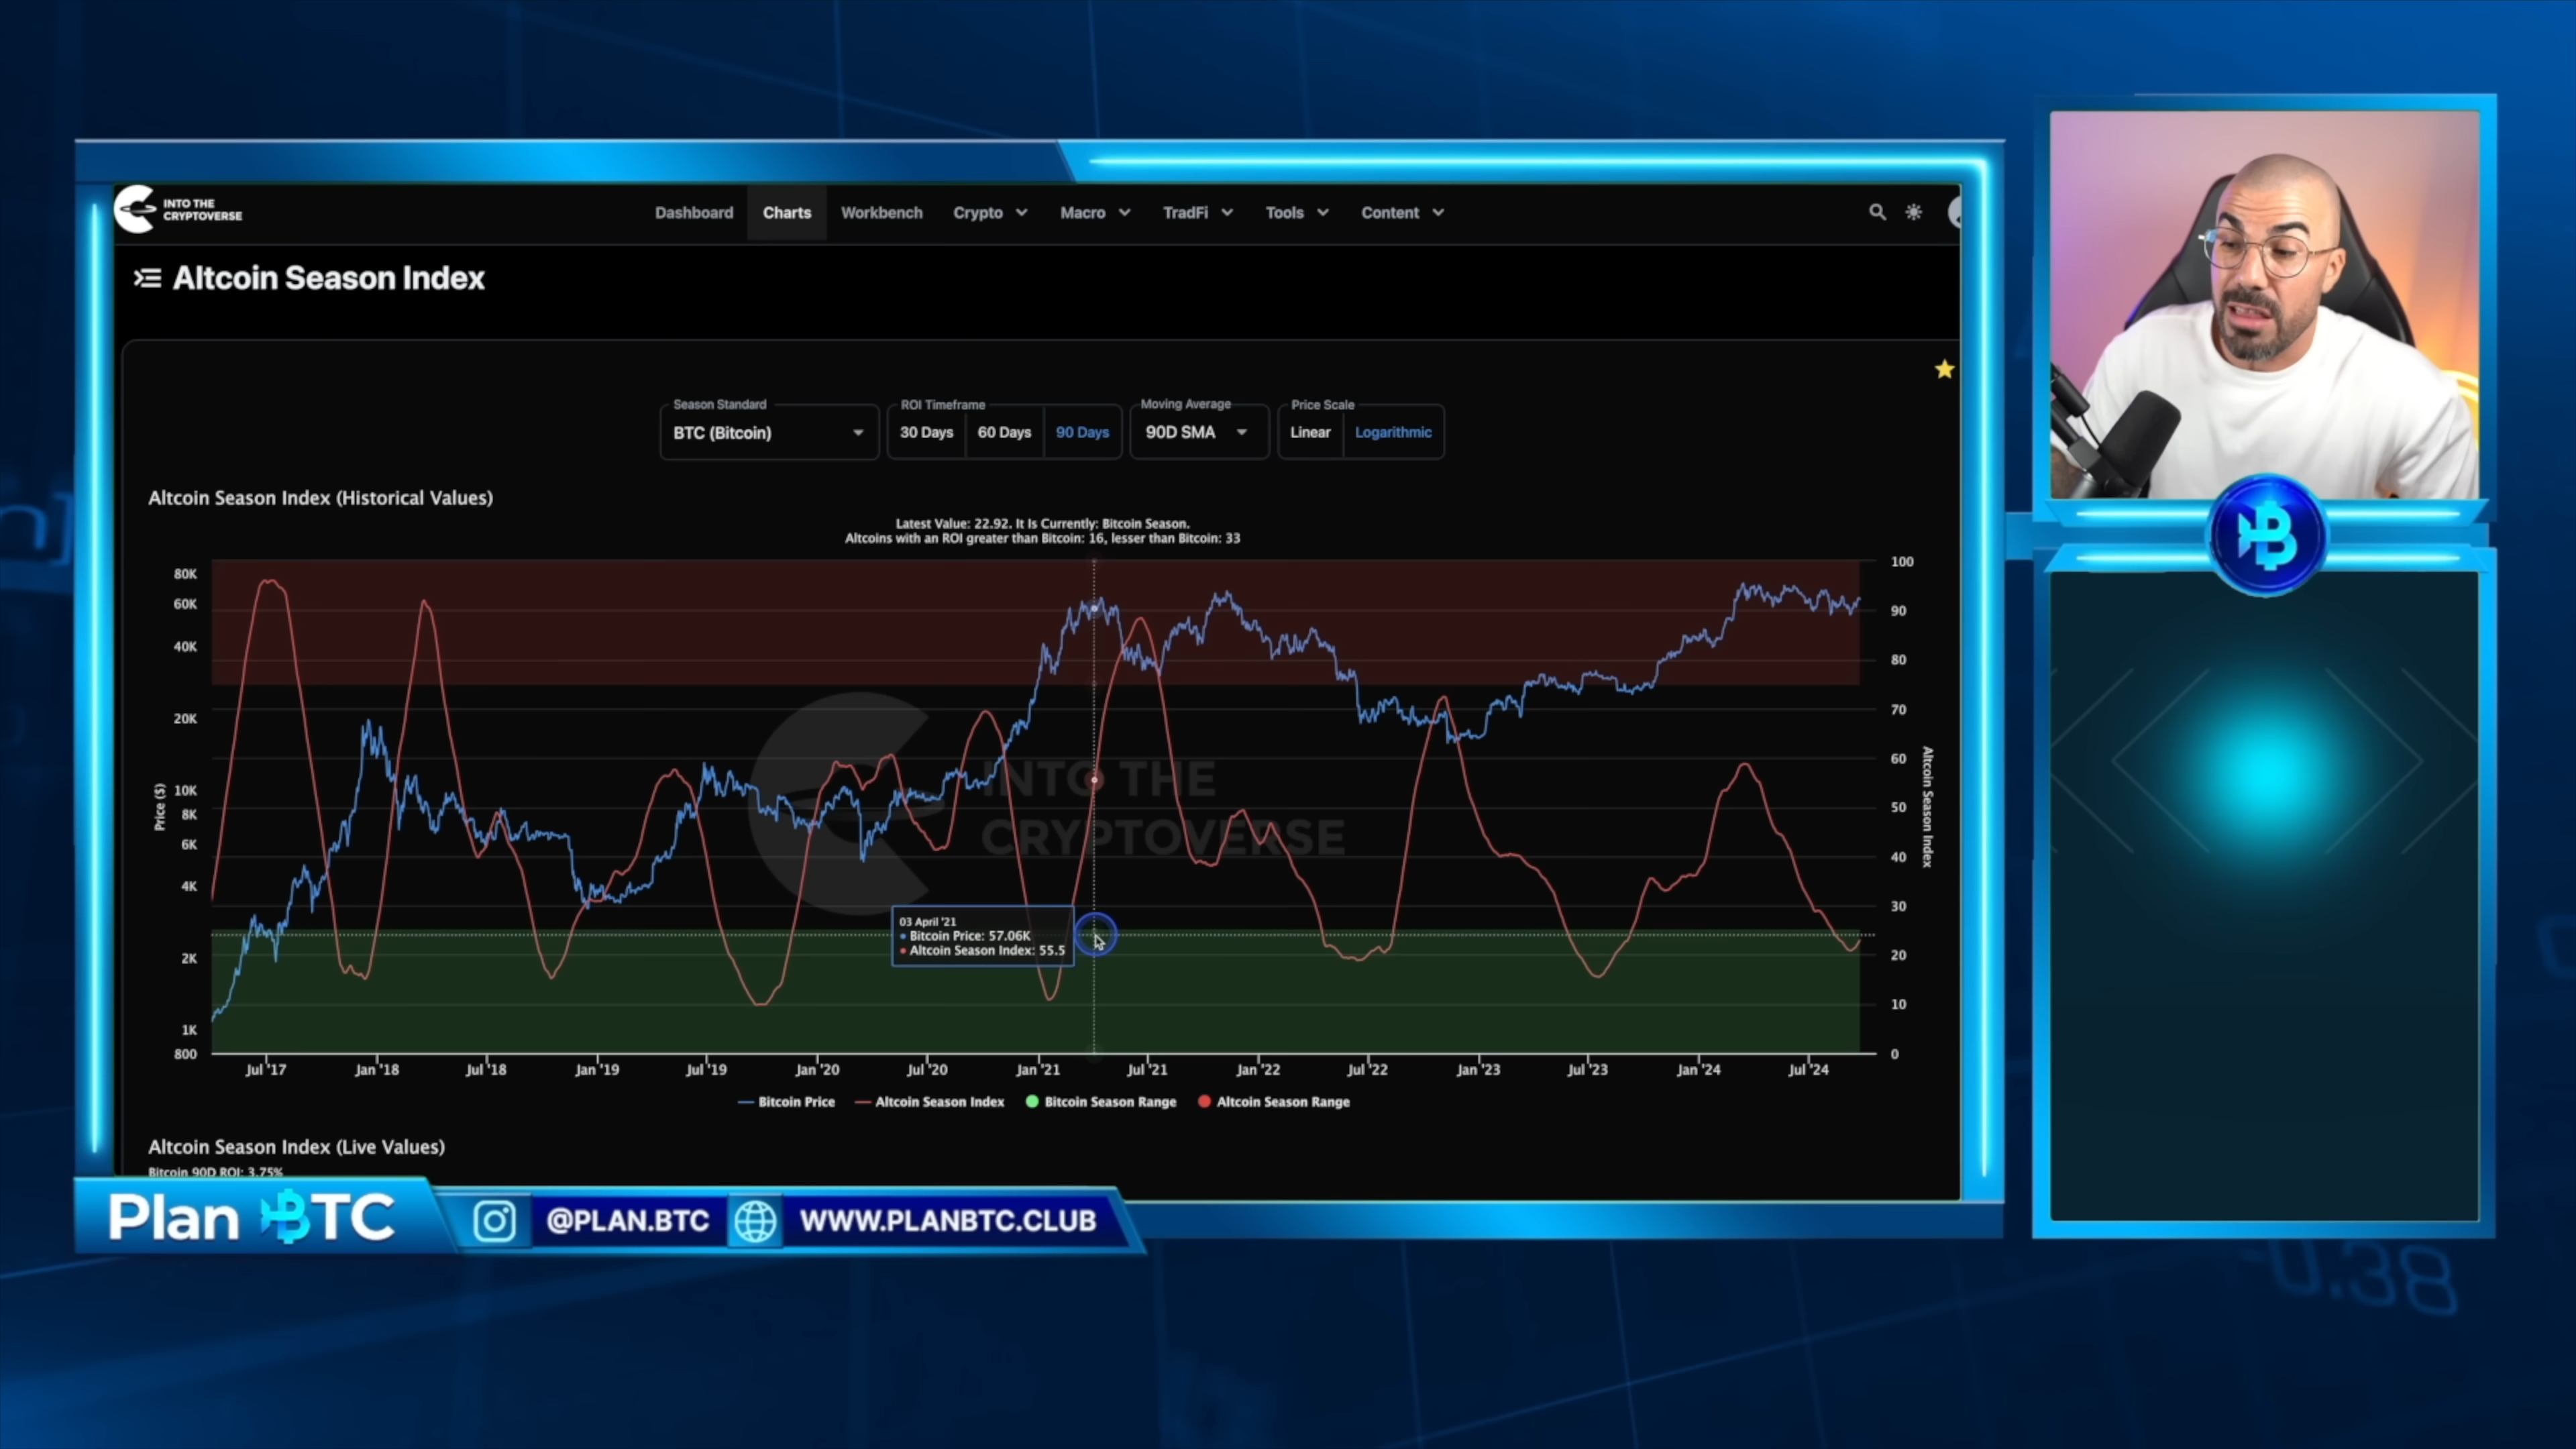 INTO THE
CRYPTOVERSE
Dashboard Charts Workbench Crypto Macro TradFi Tools Content
Altcoin Season Index
Season Standard ROI Timeframe Moving Average Price Scale
BTC (Bitcoin) 30 Days 60 Days 90 Days 90D SMA Linear Logarithmic
Altcoin Season Index (Historical Values)
Latest Value: 22.92. It Is Currently: Bitcoin Season.
Altcoins with an ROI greater than Bitcoin: 16, lesser than Bitcoin: 33
80K
60K
40K
20K
10K
8K
6K
4K
2K
1K
800
Price ($)
INTO THE
CRYPTOVERSE
03 April '21
Bitcoin Price: 57.06K
Altcoin Season Index: 55.5
100
90
80
70
60
50
40
30
20
10
0
Altcoin Season Index
Jul '17 Jan '18 Jul '18 Jan '19 Jul '19 Jan '20 Jul '20 Jan '21 Jul '21 Jan '22 Jul '22 Jan '23 Jul '23 Jan '24 Jul '24
Bitcoin Price Altcoin Season Index Bitcoin Season Range Altcoin Season Range
Altcoin Season Index (Live Values)
Bitcoin 90D ROI: 3.75%
Plan BTC @PLAN.BTC WWW.PLANBTC.CLUB
-0.38